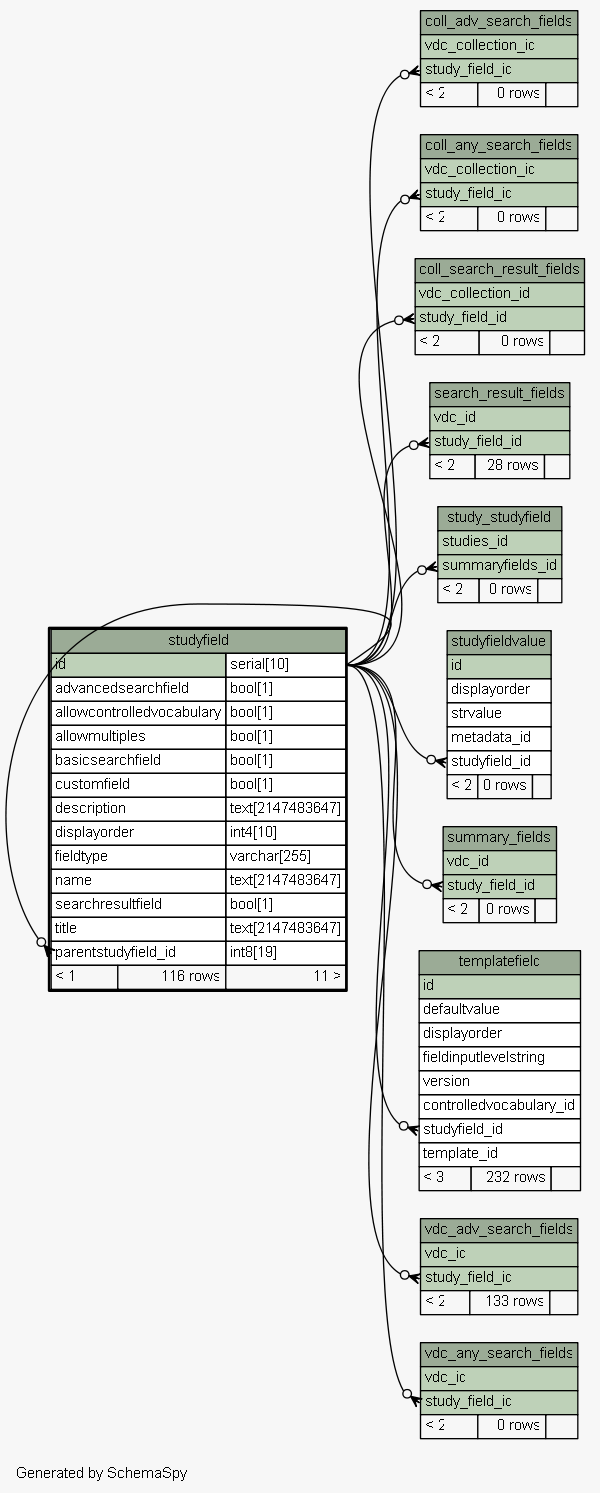 coll_adv_search_fields
vdc_collection_ic
study_field_ic
< 2 0 rows
coll_any_search_fields
vdc_collection_ic
study_field_ic
< 2 0 rows
coll_search_result_fields
vdc_collection_id
study_field_id
< 2 0 rows
search_result_fields
vdc_id
study_field_id
< 2 28 rows
study_studyfield
studies_id
summaryfields_id
< 2 0 rows
studyfield
id serial[10]
advancedsearchfield bool[1]
allowcontrolledvocabulary bool[1]
allowmultiples bool[1]
basicsearchfield bool[1]
customfield bool[1]
description text[2147483647]
displayorder int4[10]
fieldtype varchar[255]
name text[2147483647]
searchresultfield bool[1]
title text[2147483647]
parentstudyfield_id int8[19]
< 1 116 rows 11 >
studyfieldvalue
id
displayorder
strvalue
metadata_id
studyfield_id
< 2 0 rows
summary_fields
vdc_id
study_field_id
< 2 0 rows
templatefielc
id
defaultvalue
displayorder
fieldinputlevelstring
version
controlledvocabulary_id
studyfield_id
template_id
< 3 232 rows
vdc_adv_search_fields
vdc_ic
study_field_ic
< 2 133 rows
vdc_any_search_fields
vdc_ic
study_field_ic
< 2 0 rows
Generated by SchemaSpy